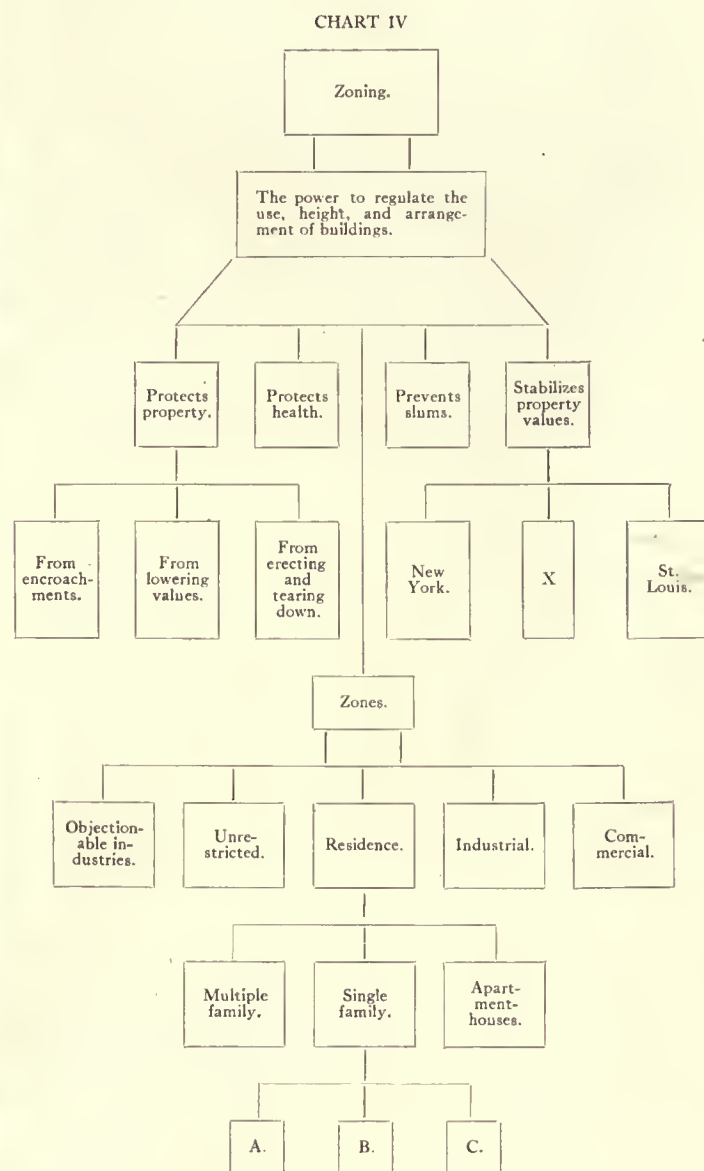 CHART IV
Zoning.
The power to regulate the
use, height, and arrange-
ment of buildings.
Protects
property.
Protects
health.
Prevents
slums.
Stabilizes
property
values.
From
encroach-
ments.
From
lowering
values.
From
erecting
and
tearing
down.
New
York.
X
St.
Louis.
Zones.
Objection-
able in-
dustries.
Unre-
stricted.
Residence.
Industrial.
Com-
mercial.
Multiple
family.
Single
family.
Apart-
ment-
houses.
A.
B.
C.